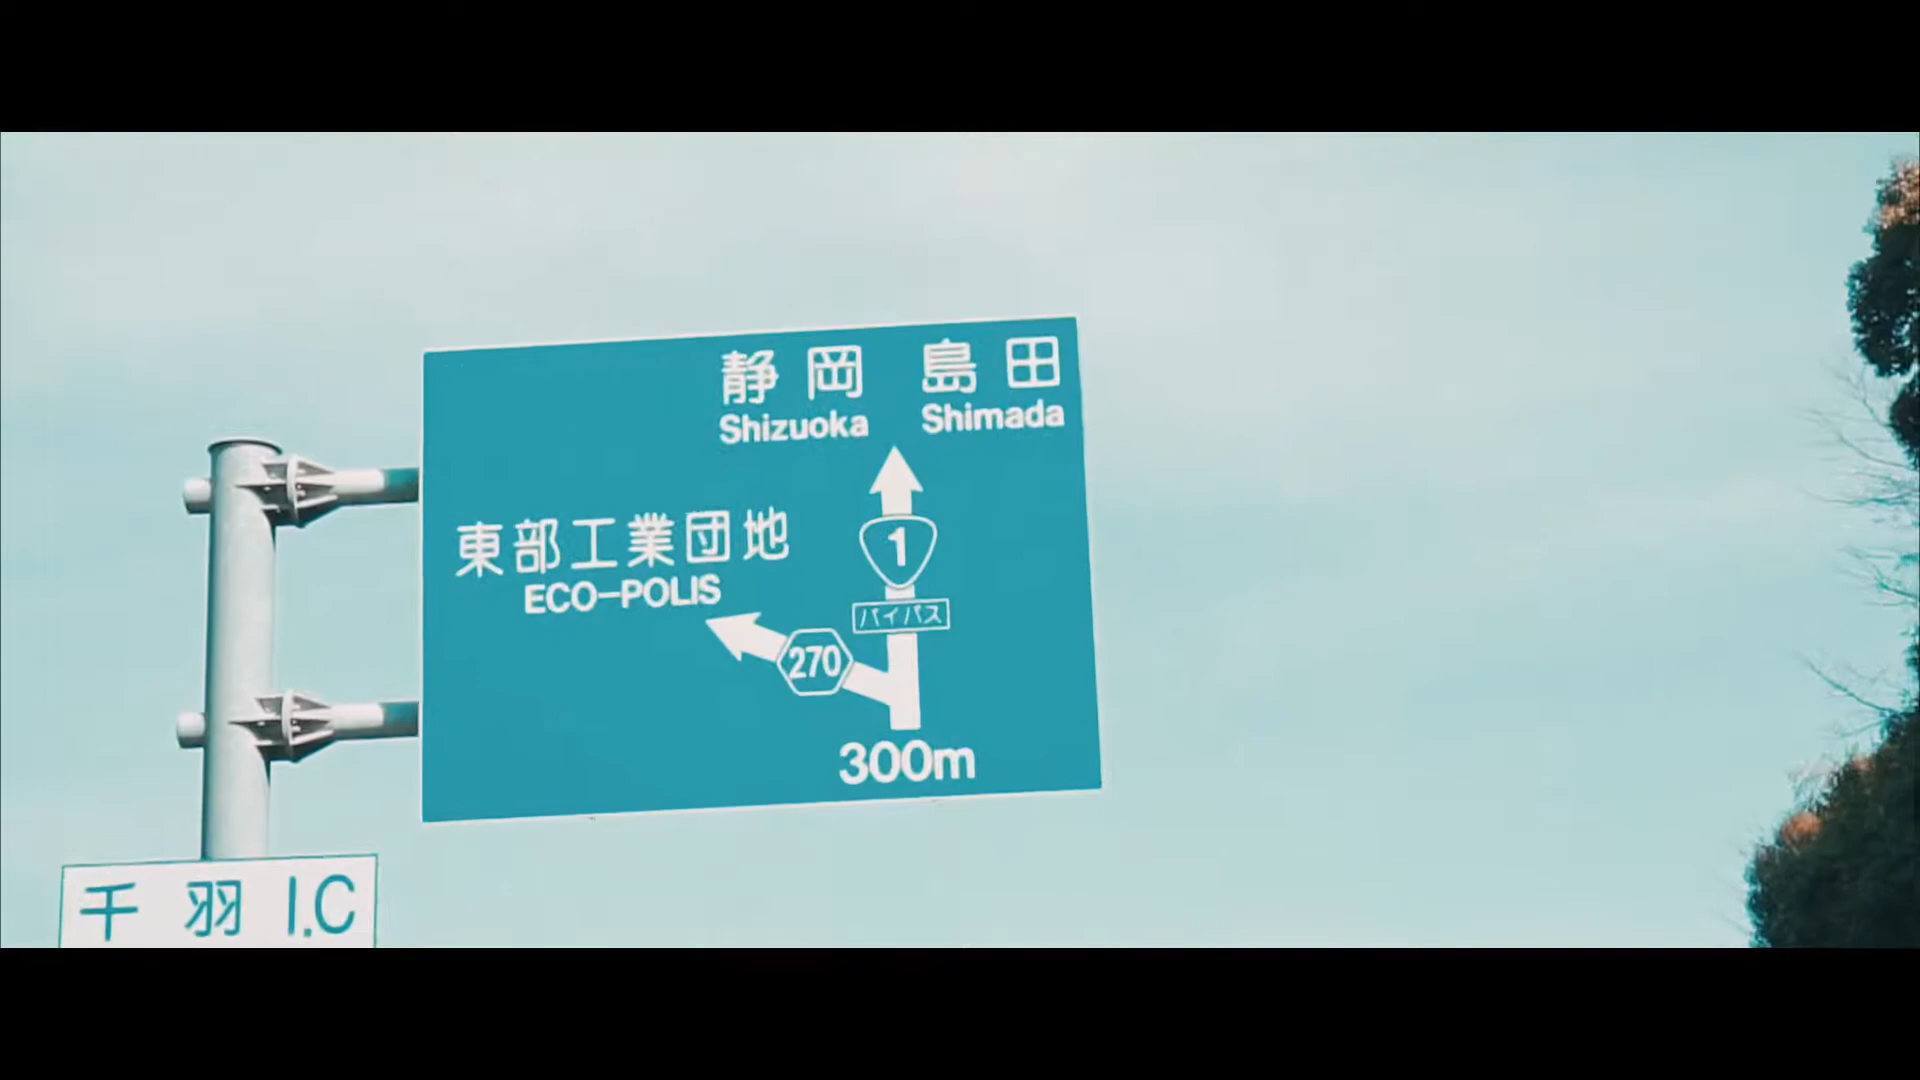 静岡 島田
Shizuoka Shimada
東部工業団地
ECO-POLIS
1
バイパス
270
300m
千羽 I.C